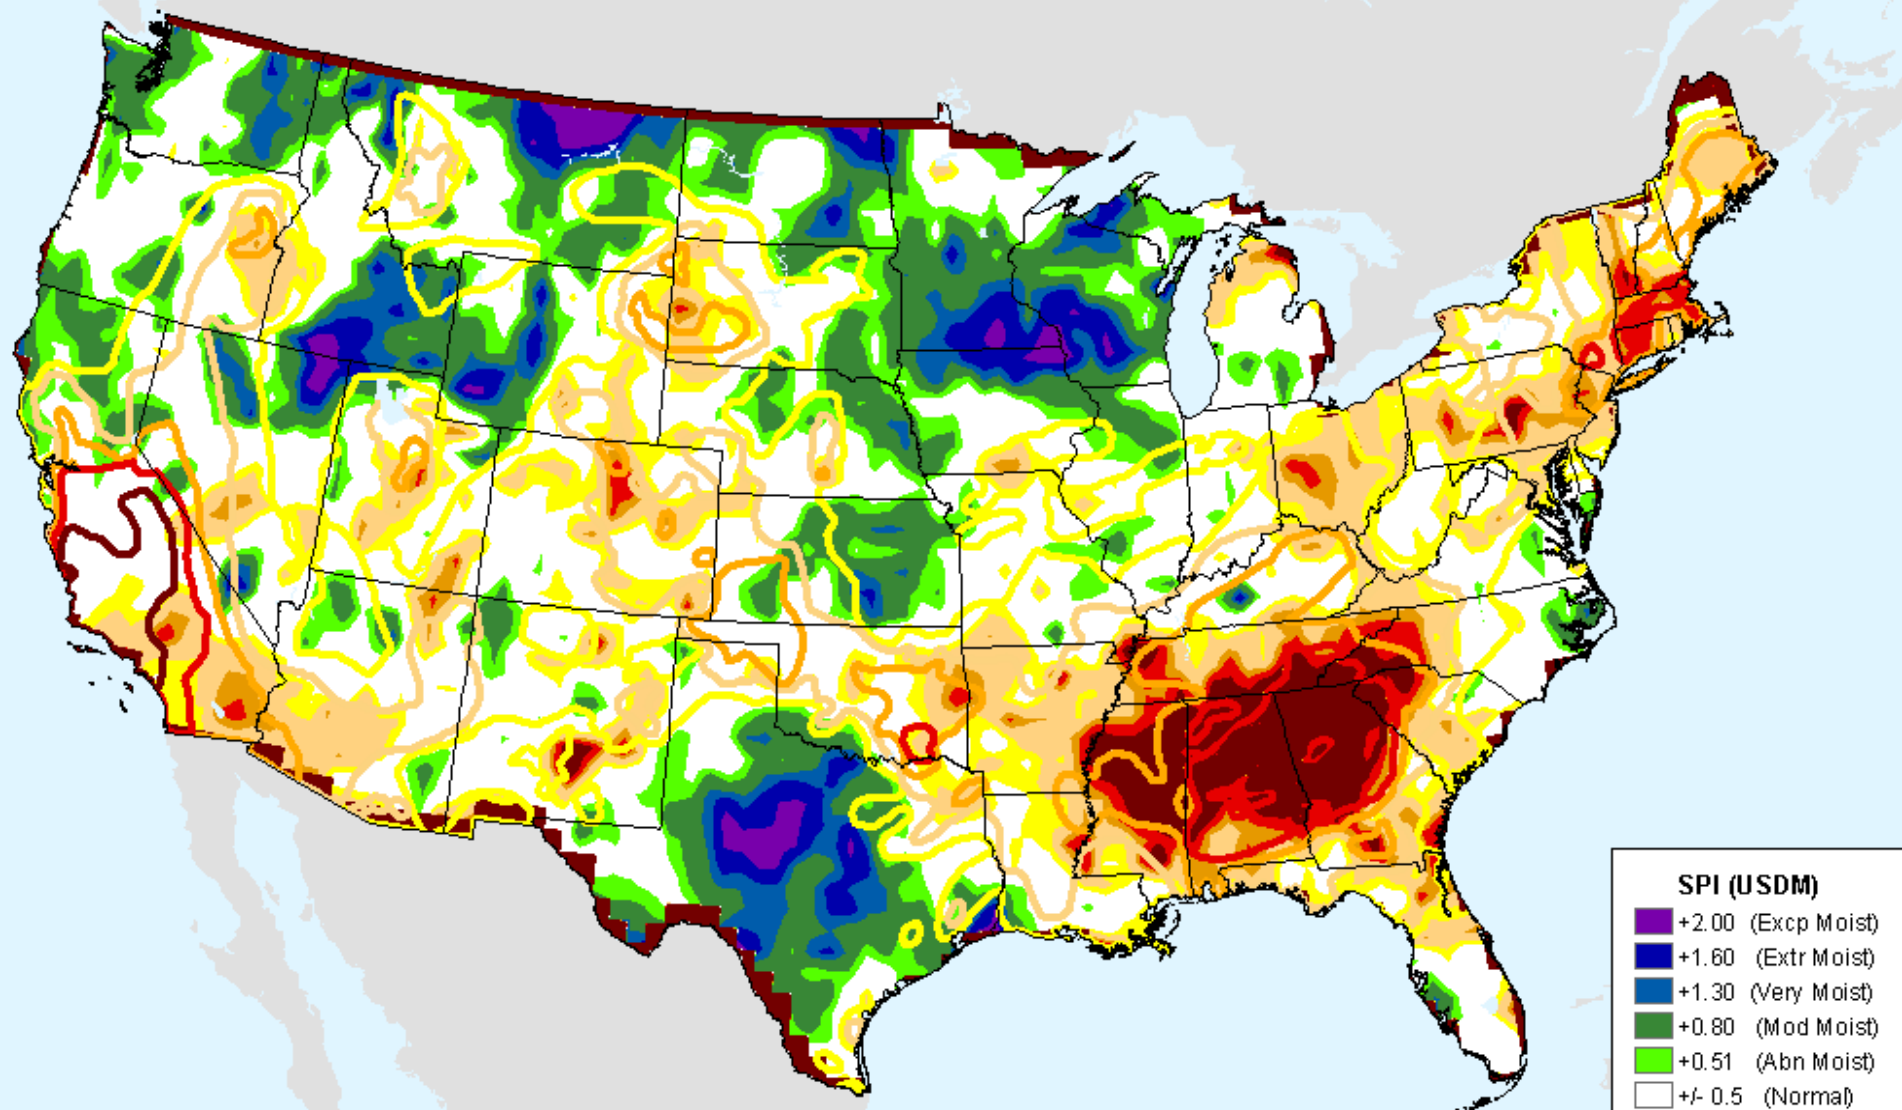 SPI (USDM)
+2.00 (Excp Moist)
+1.60 (Extr Moist)
+1.30 (Very Moist)
+0.80 (Mod Moist)
+0.51 (Abn Moist)
+/- 0.5 (Normal)